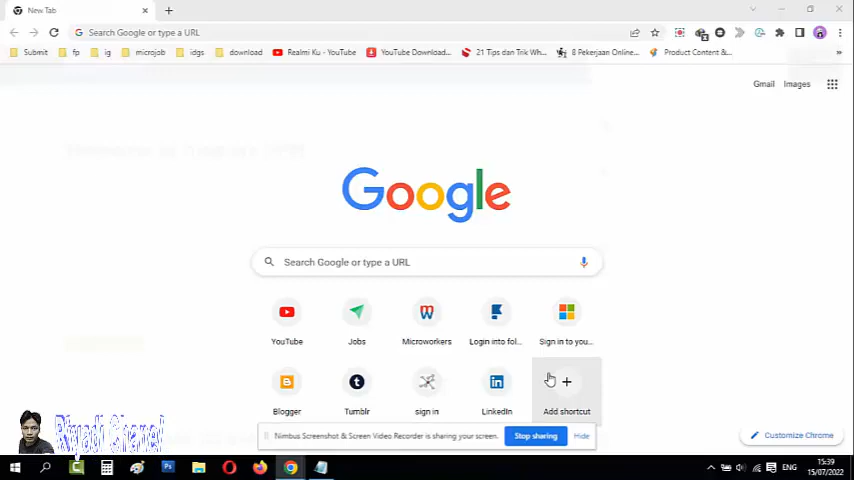 New Tab
Search Google or type a URL
Submit fp ig microjob idgs download Realmi Ku - YouTube YouTube Download... 21 Tips dan Trik Wh... 8 Pekerjaan Online... Product Content &... »
Gmail Images
Google
Search Google or type a URL
YouTube Jobs Microworkers Login into fol... Sign in to you...
Blogger Tumblr sign in LinkedIn Add shortcut
Nimbus Screenshot & Screen Video Recorder is sharing your screen. Stop sharing Hide
Customize Chrome
ENG
15:39
15/07/2022